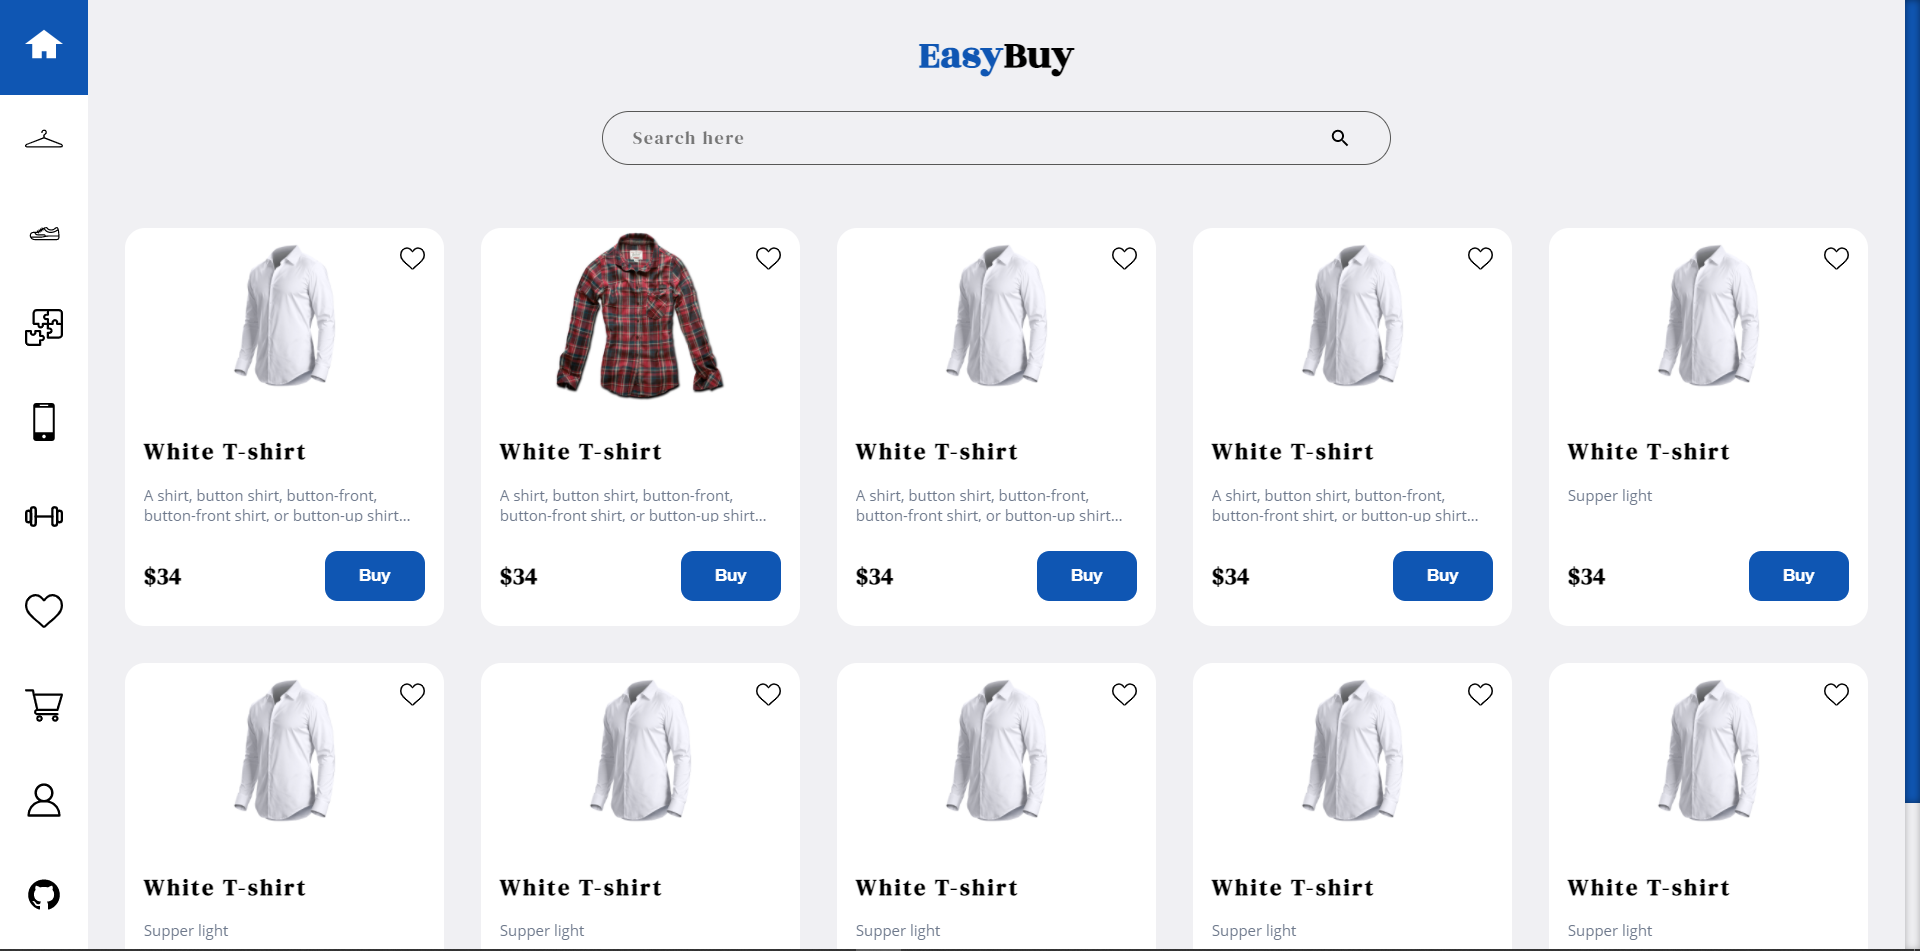 EasyBuy
Search here
White T-shirt
A shirt, button shirt, button-front,
button-front shirt, or button-up shirt...
$34
Buy
White T-shirt
A shirt, button shirt, button-front,
button-front shirt, or button-up shirt...
$34
Buy
White T-shirt
A shirt, button shirt, button-front,
button-front shirt, or button-up shirt...
$34
Buy
White T-shirt
A shirt, button shirt, button-front,
button-front shirt, or button-up shirt...
$34
Buy
White T-shirt
Supper light
$34
Buy
White T-shirt
Supper light
White T-shirt
Supper light
White T-shirt
Supper light
White T-shirt
Supper light
White T-shirt
Supper light